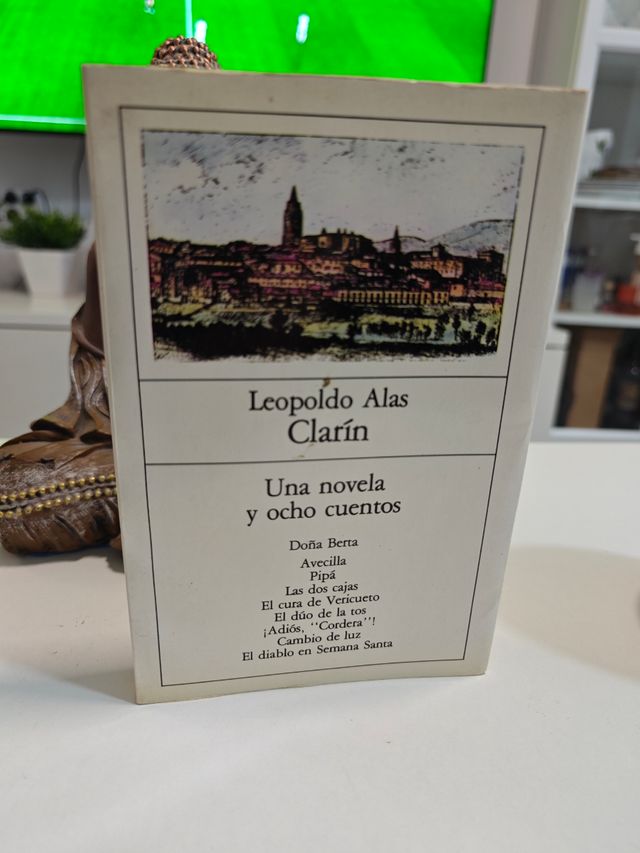 Leopoldo Alas
Clarín
Una novela
y ocho cuentos
Doña Berta
Avecilla
Pipá
Las dos cajas
El cura de Vericueto
El dúo de la tos
¡Adiós, "Cordera"!
Cambio de luz
El diablo en Semana Santa